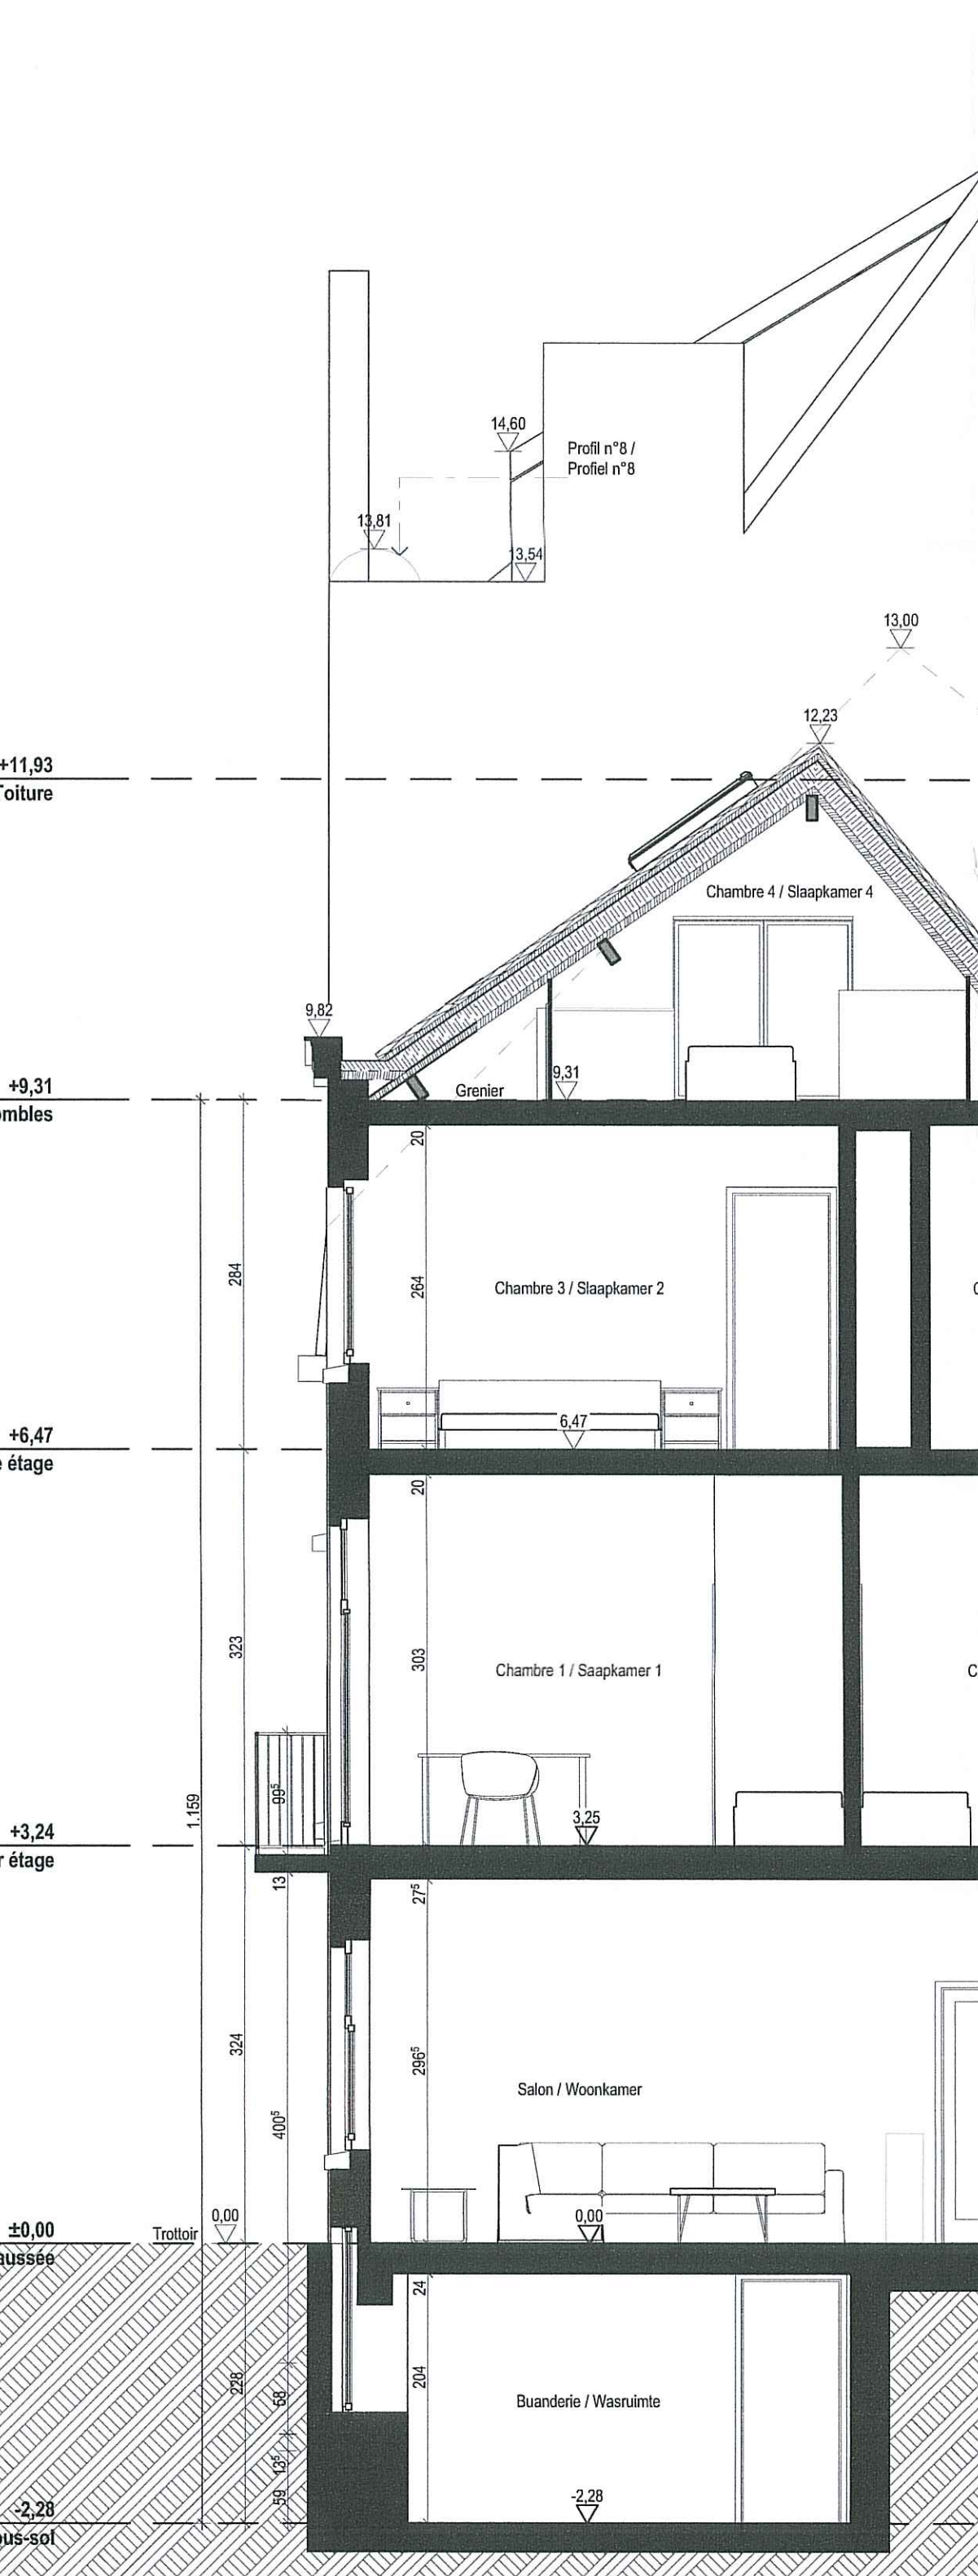 14,60
Profil n°8 /
Profiel n°8
13,81
13,54
13,00
12,23
+11,93
Toiture
Chambre 4 / Slaapkamer 4
9,82
9,31
+9,31
Grenier
ombles
20
284
264
Chambre 3 / Slaapkamer 2
+6,47
6,47
étage
20
323
303
Chambre 1 / Saapkamer 1
99⁵
1.159
3,25
+3,24
r étage
13
27⁵
324
296⁵
Salon / Woonkamer
400⁵
±0,00
Trottoir
0,00
0,00
aussée
24
228
204
58
Buanderie / Wasruimte
13⁵
59
-2,28
-2,28
ous-sol